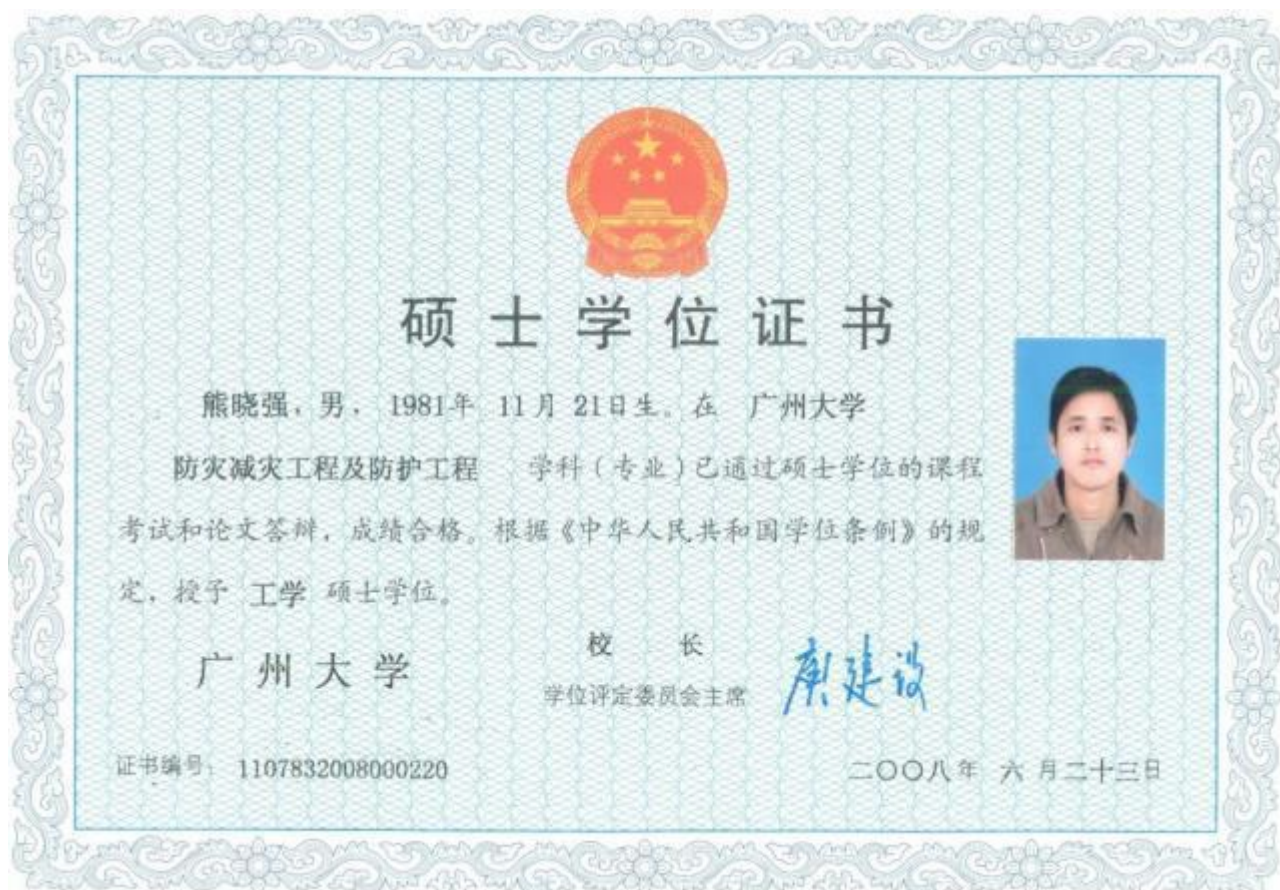 硕士学位证书
熊晓强，男，1981年 11月 21日生。在 广州大学
防灾减灾工程及防护工程 学科（专业）已通过硕士学位的课程
考试和论文答辩，成绩合格。根据《中华人民共和国学位条例》的规
定，授予 工学 硕士学位。
广州大学
校 长
学位评定委员会主席
庾建设
证书编号：1107832008000220
二〇〇八年 六 月二十三日